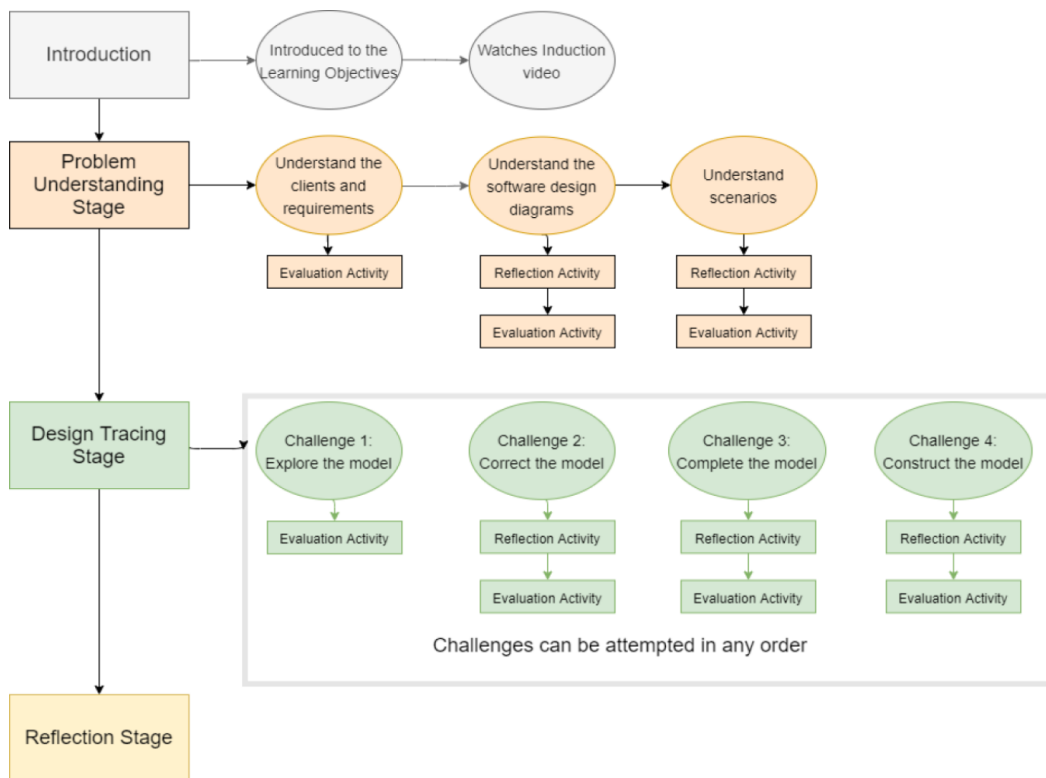 Introduction
Introduced to the
Learning Objectives
Watches Induction
video
Problem
Understanding
Stage
Understand the
clients and
requirements
Understand the
software design
diagrams
Understand
scenarios
Evaluation Activity
Reflection Activity
Reflection Activity
Evaluation Activity
Evaluation Activity
Design Tracing
Stage
Challenge 1:
Explore the model
Challenge 2:
Correct the model
Challenge 3:
Complete the model
Challenge 4:
Construct the model
Evaluation Activity
Reflection Activity
Reflection Activity
Reflection Activity
Evaluation Activity
Evaluation Activity
Evaluation Activity
Challenges can be attempted in any order
Reflection Stage